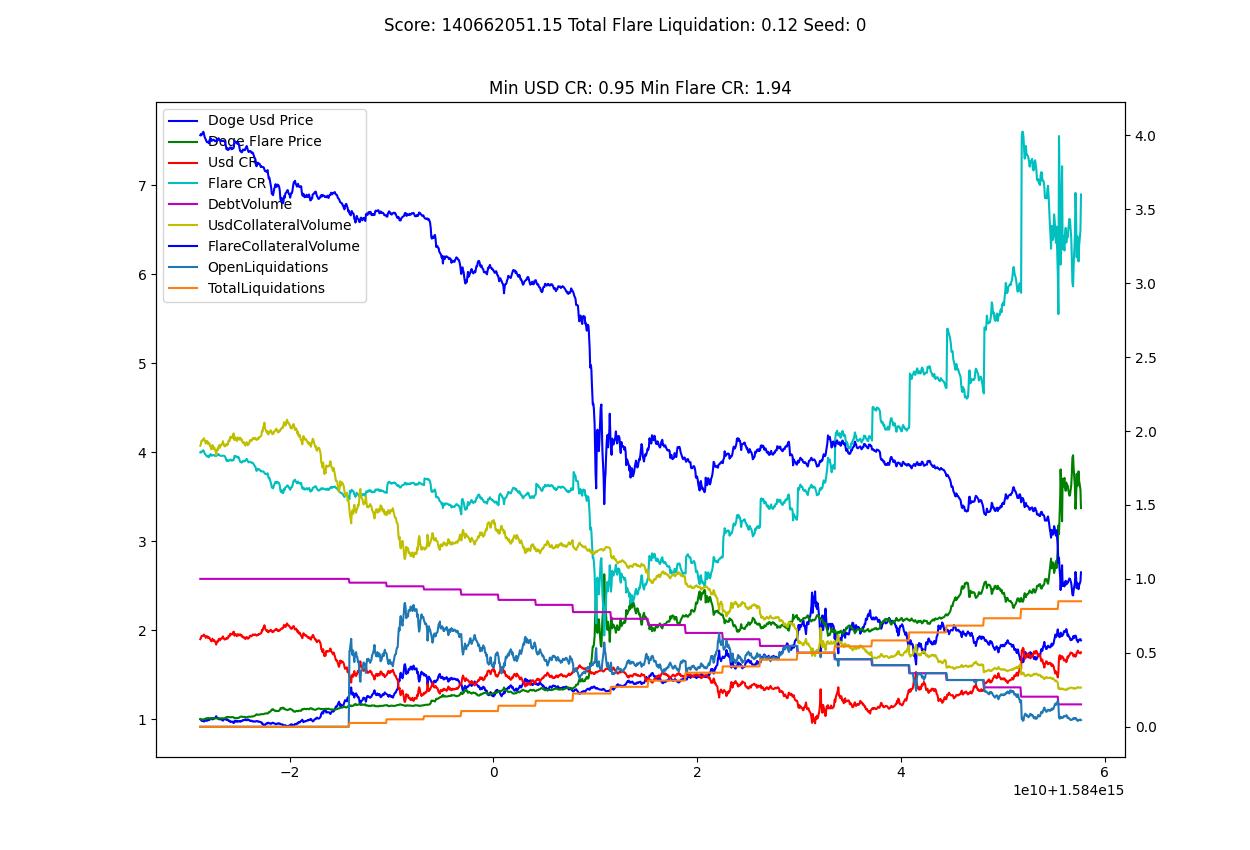 Score: 140662051.15 Total Flare Liquidation: 0.12 Seed: 0
Min USD CR: 0.95 Min Flare CR: 1.94
Doge Usd Price
Doge Flare Price
Usd CR
Flare CR
DebtVolume
UsdCollateralVolume
FlareCollateralVolume
OpenLiquidations
TotalLiquidations
7
6
5
4
3
2
1
4.0
3.5
3.0
2.5
2.0
1.5
1.0
0.5
0.0
−2 0 2 4 6
1e10+1.584e15